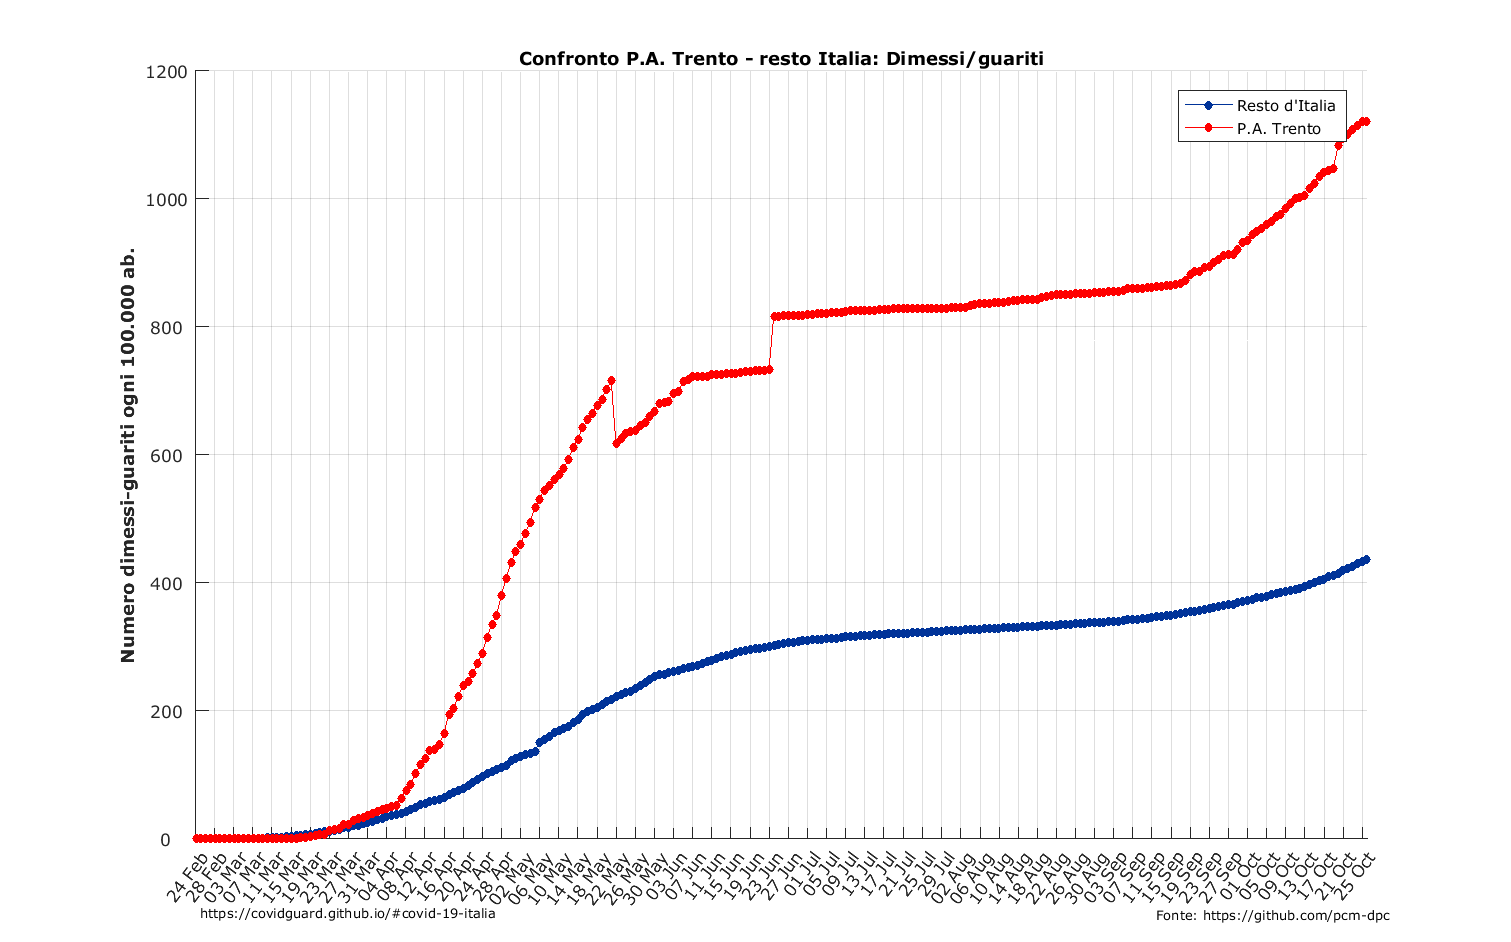 Confronto P.A. Trento - resto Italia: Dimessi/guariti
Resto d'Italia
P.A. Trento
Numero dimessi-guariti ogni 100.000 ab.
1200
1000
800
600
400
200
0
24 Feb
28 Feb
03 Mar
07 Mar
11 Mar
15 Mar
19 Mar
23 Mar
27 Mar
31 Mar
04 Apr
08 Apr
12 Apr
16 Apr
20 Apr
24 Apr
28 Apr
02 May
06 May
10 May
14 May
18 May
22 May
26 May
30 May
03 Jun
07 Jun
11 Jun
15 Jun
19 Jun
23 Jun
27 Jun
01 Jul
05 Jul
09 Jul
13 Jul
17 Jul
21 Jul
25 Jul
29 Jul
02 Aug
06 Aug
10 Aug
14 Aug
18 Aug
22 Aug
26 Aug
30 Aug
03 Sep
07 Sep
11 Sep
15 Sep
19 Sep
23 Sep
27 Sep
01 Oct
05 Oct
09 Oct
13 Oct
17 Oct
21 Oct
25 Oct
https://covidguard.github.io/#covid-19-italia
Fonte: https://github.com/pcm-dpc